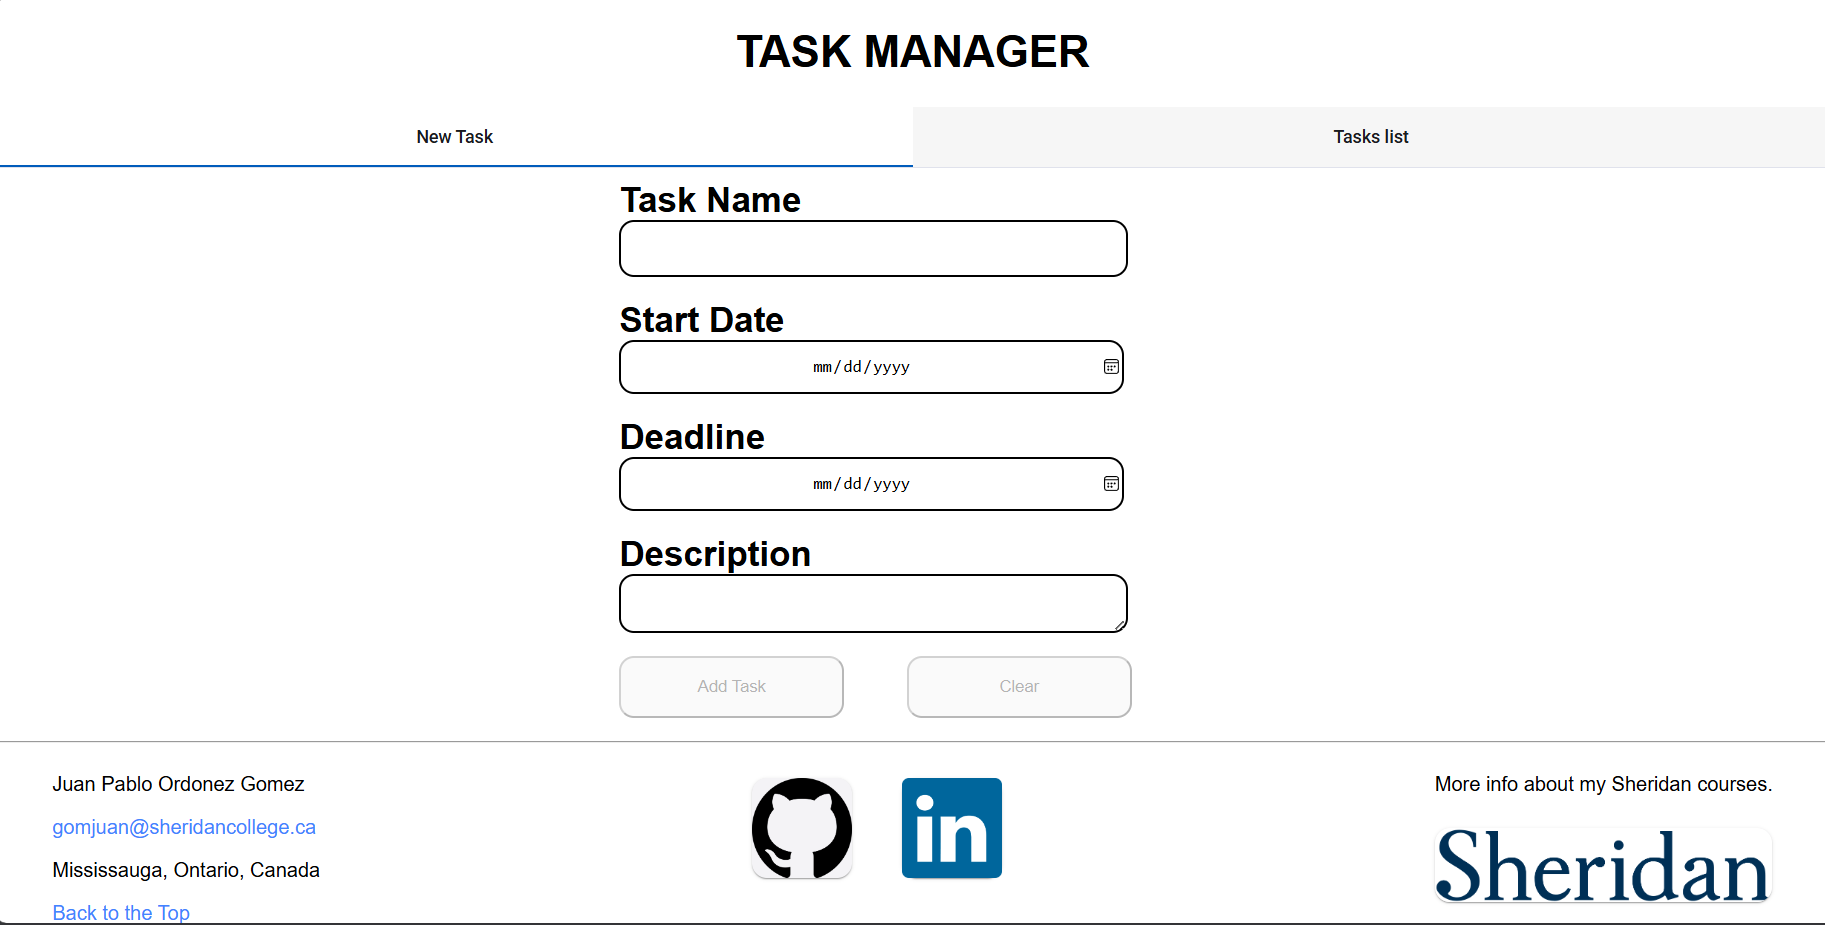 TASK MANAGER
New Task
Tasks list
Task Name
Start Date
mm/dd/yyyy
Deadline
mm/dd/yyyy
Description
Add Task
Clear
Juan Pablo Ordonez Gomez
gomjuan@sheridancollege.ca
Mississauga, Ontario, Canada
Back to the Top
in
More info about my Sheridan courses.
Sheridan